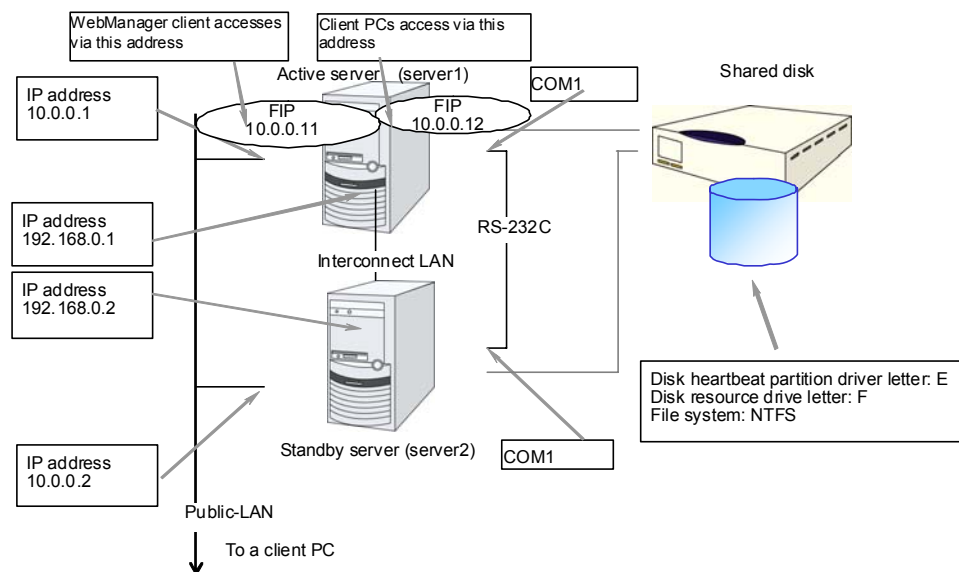 WebManager client accesses
via this address
Client PCs access via this
address
Active server (server1)
COM1
Shared disk
IP address
10.0.0.1
FIP
10.0.0.11
FIP
10.0.0.12
IP address
192.168.0.1
RS-232C
Interconnect LAN
IP address
192.168.0.2
Disk heartbeat partition driver letter: E
Disk resource drive letter: F
File system: NTFS
Standby server (server2)
COM1
IP address
10.0.0.2
Public-LAN
To a client PC